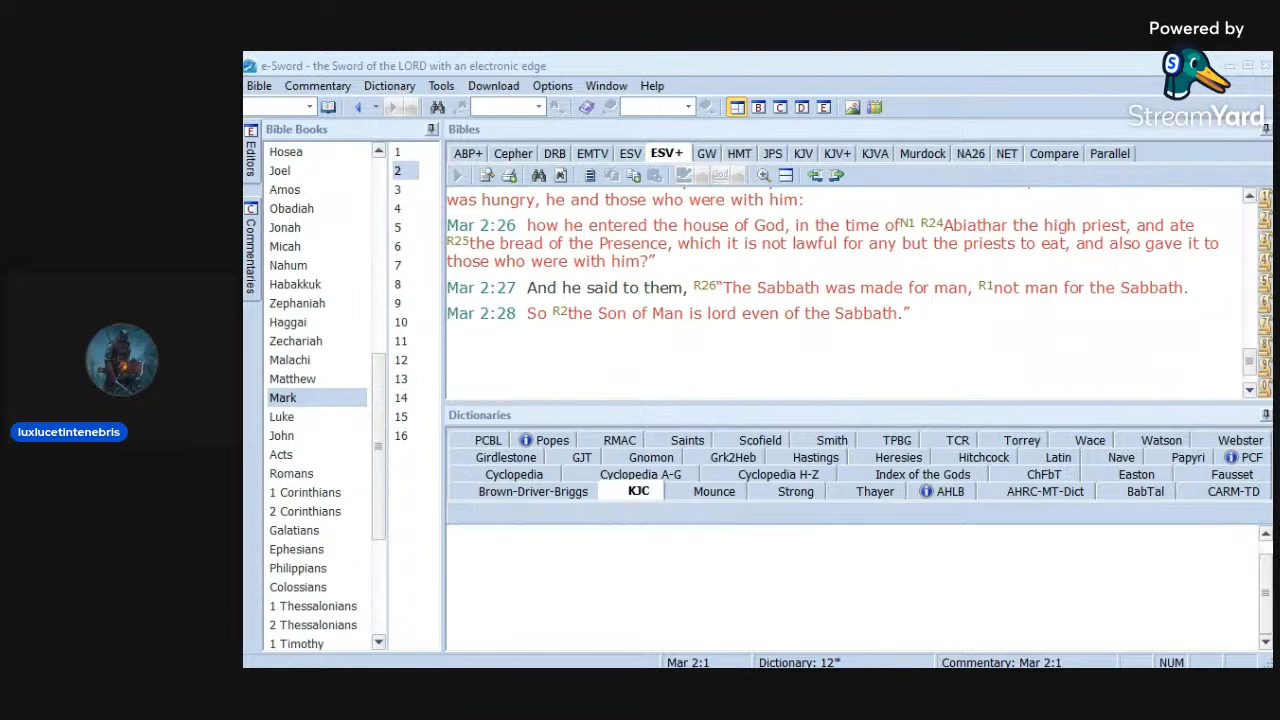 Powered by
StreamYard
e-Sword - the Sword of the LORD with an electronic edge
Bible Commentary Dictionary Tools Download Options Window Help
B C D E
E Editors
C Commentaries
Bible Books
Hosea
Joel
Amos
Obadiah
Jonah
Micah
Nahum
Habakkuk
Zephaniah
Haggai
Zechariah
Malachi
Matthew
Mark
Luke
John
Acts
Romans
1 Corinthians
2 Corinthians
Galatians
Ephesians
Philippians
Colossians
1 Thessalonians
2 Thessalonians
1 Timothy
1
2
3
4
5
6
7
8
9
10
11
12
13
14
15
16
Bibles
ABP+ Cepher DRB EMTV ESV ESV+ GW HMT JPS KJV KJV+ KJVA Murdock NA26 NET Compare Parallel
was hungry, he and those who were with him:
Mar 2:26 how he entered the house of God, in the time ofN1 R24Abiathar the high priest, and ate
R25the bread of the Presence, which it is not lawful for any but the priests to eat, and also gave it to
those who were with him?”
Mar 2:27 And he said to them, R26“The Sabbath was made for man, R1not man for the Sabbath.
Mar 2:28 So R2the Son of Man is lord even of the Sabbath.”
Dictionaries
PCBL Popes RMAC Saints Scofield Smith TPBG TCR Torrey Wace Watson Webster
Girdlestone GJT Gnomon Grk2Heb Hastings Heresies Hitchcock Latin Nave Papyri PCF
Cyclopedia Cyclopedia A-G Cyclopedia H-Z Index of the Gods ChFbT Easton Fausset
Brown-Driver-Briggs KJC Mounce Strong Thayer AHLB AHRC-MT-Dict BabTal CARM-TD
Mar 2:1 Dictionary: 12* Commentary: Mar 2:1 NUM
luxlucetintenebris